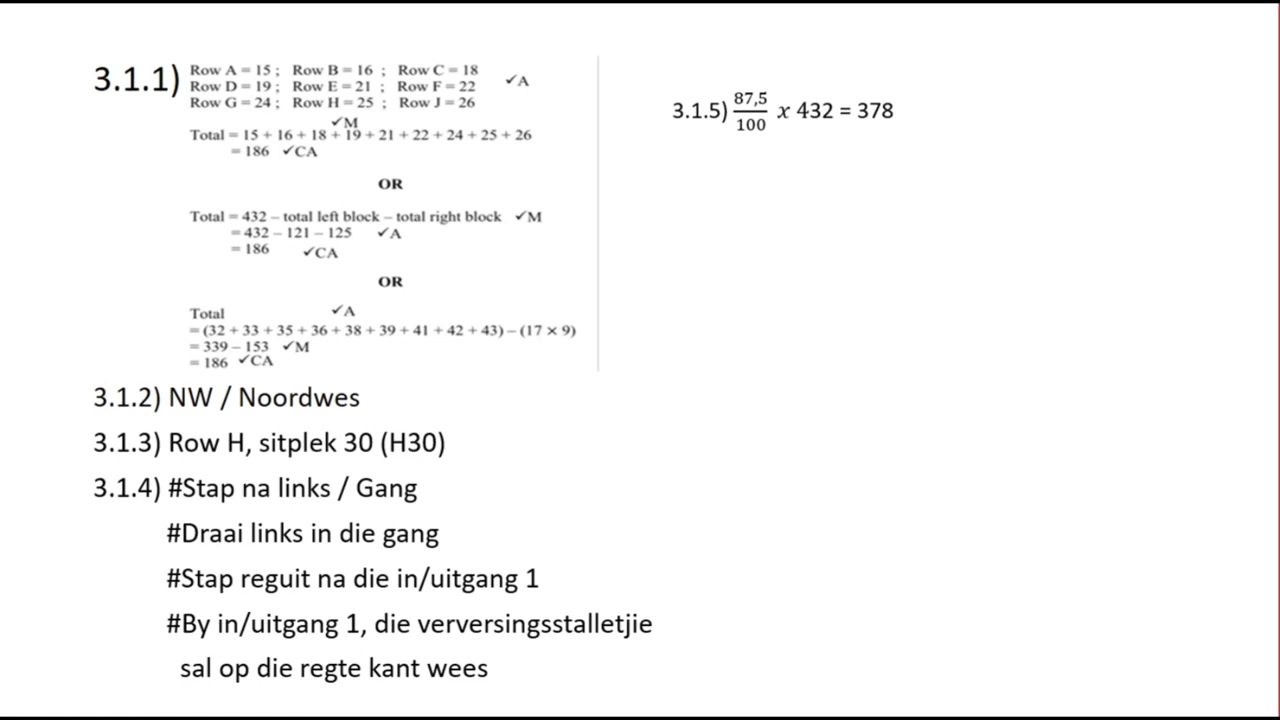 3.1.1) Row A = 15 ; Row B = 16 ; Row C = 18
Row D = 19 ; Row E = 21 ; Row F = 22 ✓A
Row G = 24 ; Row H = 25 ; Row J = 26
✓M
Total = 15 + 16 + 18 + 19 + 21 + 22 + 24 + 25 + 26
= 186 ✓CA
OR
Total = 432 – total left block – total right block ✓M
= 432 – 121 – 125 ✓A
= 186 ✓CA
OR
Total ✓A
= (32 + 33 + 35 + 36 + 38 + 39 + 41 + 42 + 43) – (17 × 9)
= 339 – 153 ✓M
= 186 ✓CA
3.1.2) NW / Noordwes
3.1.3) Row H, sitplek 30 (H30)
3.1.4) #Stap na links / Gang
#Draai links in die gang
#Stap reguit na die in/uitgang 1
#By in/uitgang 1, die verversingsstalletjie
sal op die regte kant wees
3.1.5) 87,5/100 x 432 = 378